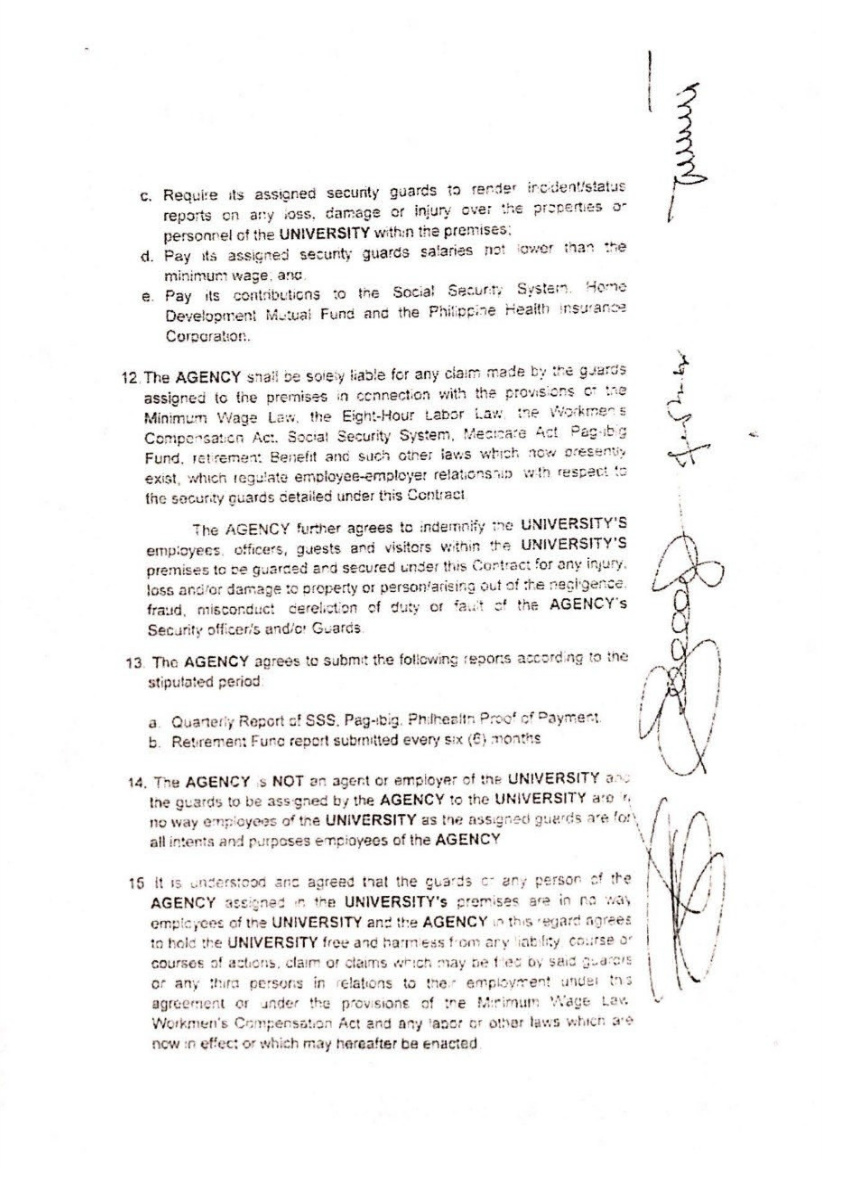 c. Require its assigned security guards to render incident/status
reports on any loss, damage or injury over the properties or
personnel of the UNIVERSITY within the premises;
d. Pay its assigned security guards salaries not lower than the
minimum wage; and
e. Pay its contributions to the Social Security System, Home
Development Mutual Fund and the Philippine Health Insurance
Corporation.
12. The AGENCY shall be solely liable for any claim made by the guards
assigned to the premises in connection with the provisions of the
Minimum Wage Law, the Eight-Hour Labor Law, the Workmen's
Compensation Act, Social Security System, Medicare Act, Pag-ibig
Fund, retirement Benefit and such other laws which now presently
exist, which regulate employee-employer relationship with respect to
the security guards detailed under this Contract
The AGENCY further agrees to indemnify the UNIVERSITY'S
employees, officers, guests and visitors within the UNIVERSITY'S
premises to be guarded and secured under this Contract for any injury,
loss and/or damage to property or person/arising out of the negligence,
fraud, misconduct dereliction of duty or fault of the AGENCY's
Security officer/s and/or Guards.
13. The AGENCY agrees to submit the following reports according to the
stipulated period
a. Quarterly Report of SSS, Pag-ibig, Philhealth Proof of Payment.
b. Retirement Fund report submitted every six (6) months
14. The AGENCY is NOT an agent or employer of the UNIVERSITY and
the guards to be assigned by the AGENCY to the UNIVERSITY are in
no way employees of the UNIVERSITY as the assigned guards are for
all intents and purposes employees of the AGENCY
15 It is understood and agreed that the guards or any person of the
AGENCY assigned in the UNIVERSITY's premises are in no way
employees of the UNIVERSITY and the AGENCY in this regard agrees
to hold the UNIVERSITY free and harmless from any liability, course or
courses of actions, claim or claims which may be filed by said guards
or any third persons in relations to their employment under this
agreement or under the provisions of the Minimum Wage Law
Workmen's Compensation Act and any labor or other laws which are
now in effect or which may hereafter be enacted.